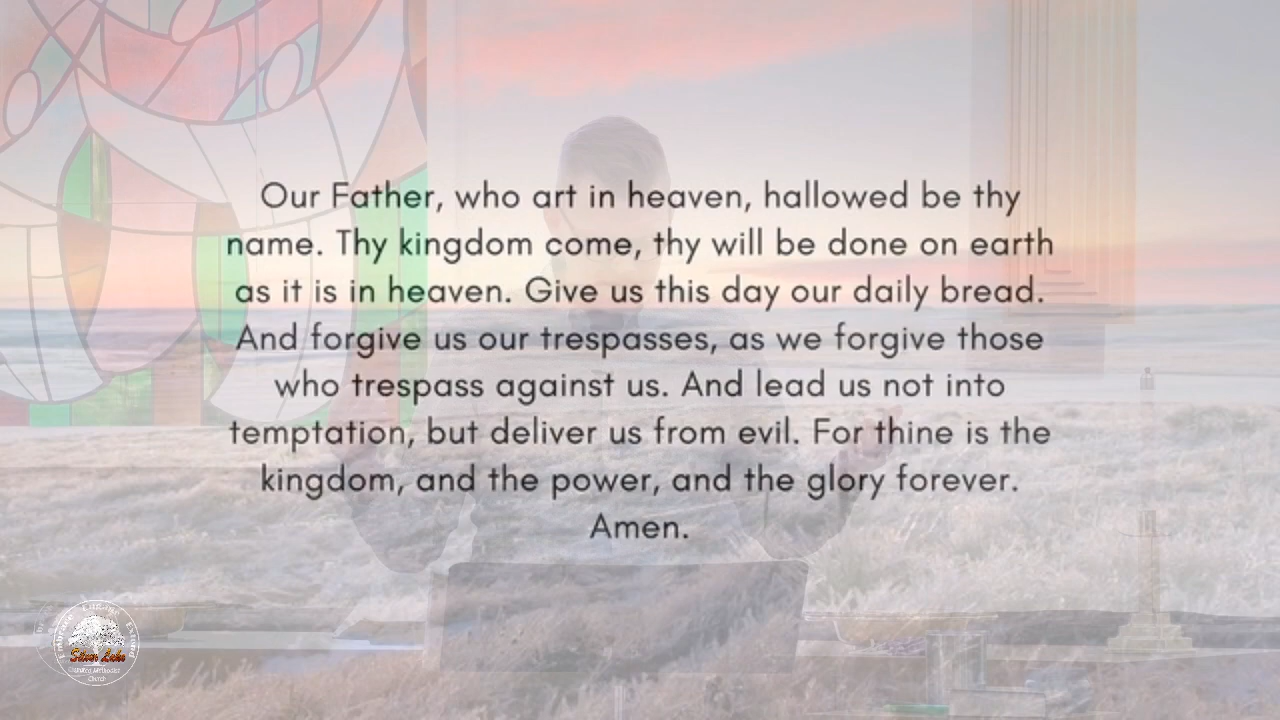 Our Father, who art in heaven, hallowed be thy
name. Thy kingdom come, thy will be done on earth
as it is in heaven. Give us this day our daily bread.
And forgive us our trespasses, as we forgive those
who trespass against us. And lead us not into
temptation, but deliver us from evil. For thine is the
kingdom, and the power, and the glory forever.
Amen.
Silver Lake
United Methodist
Church